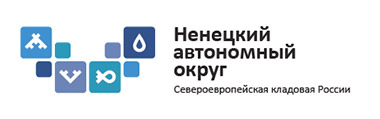 Ненецкий
автономный
округ
Североевропейская кладовая России